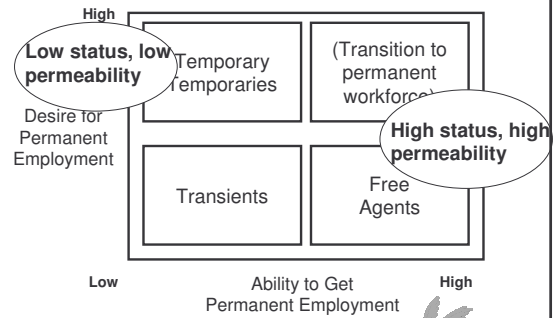 High
Low status, low
permeability
Temporary
Temporaries
(Transition to
permanent
workforce)
Desire for
Permanent
Employment
High status, high
permeability
Transients
Free
Agents
Low
Ability to Get
Permanent Employment
High